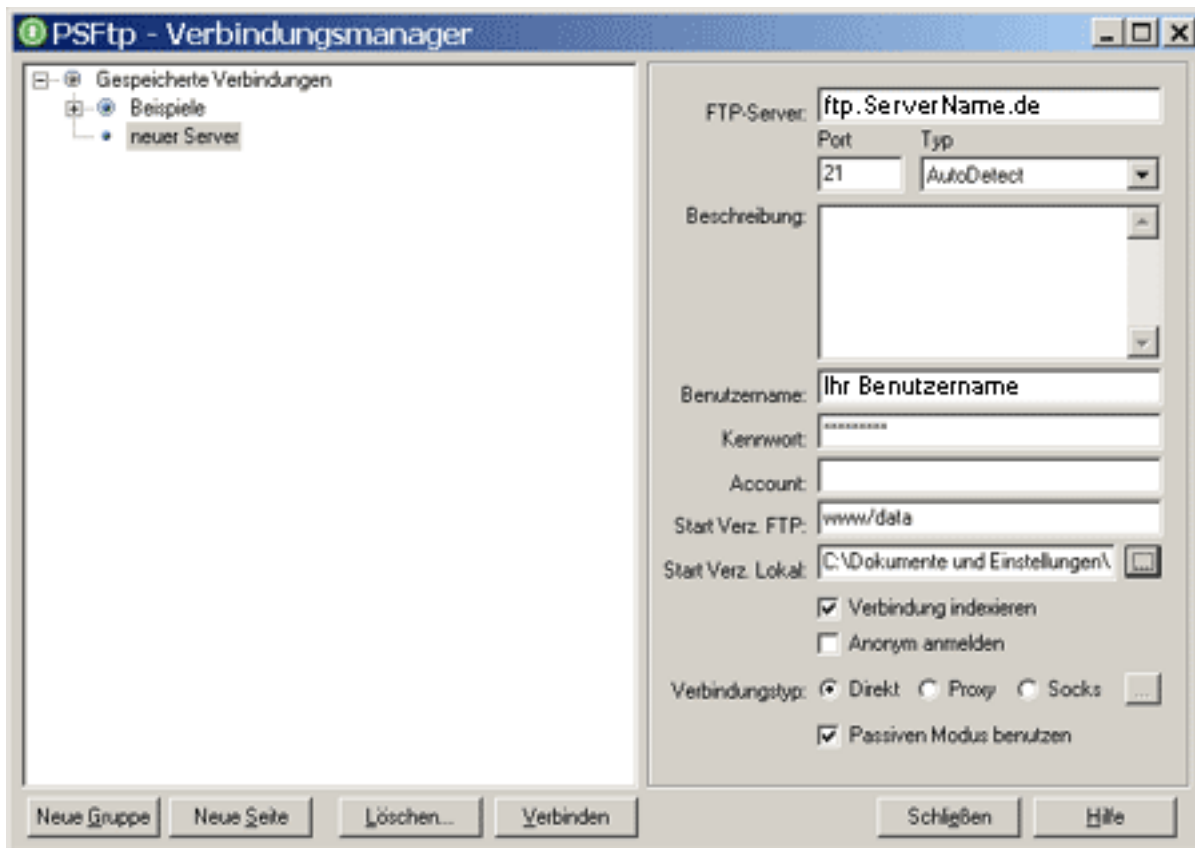 PSFtp - Verbindungsmanager
Gespeicherte Verbindungen
Beispiele
neuer Server
FTP-Server: ftp.ServerName.de
Port Typ
21 AutoDetect
Beschreibung:
Benutzername: Ihr Benutzername
Kennwort: *********
Account:
Start Verz. FTP: www/data
Start Verz. Lokal: C:\Dokumente und Einstellungen\ ...
Verbindung indexieren
Anonym anmelden
Verbindungstyp: Direkt Proxy Socks ...
Passiven Modus benutzen
Neue Gruppe Neue Seite Löschen... Verbinden Schließen Hilfe